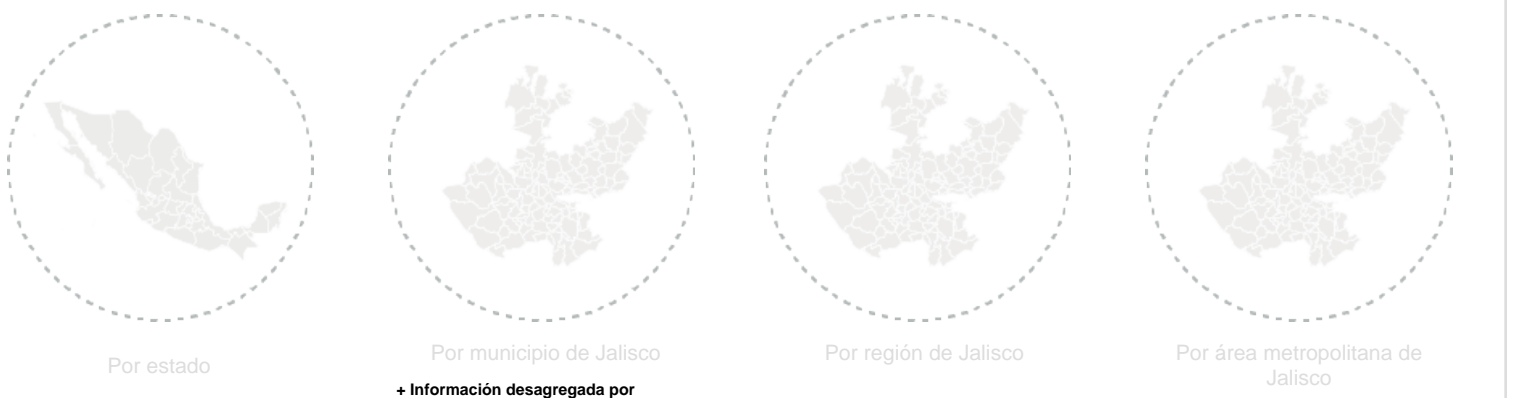 Por estado
Por municipio de Jalisco
Por región de Jalisco
Por área metropolitana de
Jalisco
+ Información desagregada por